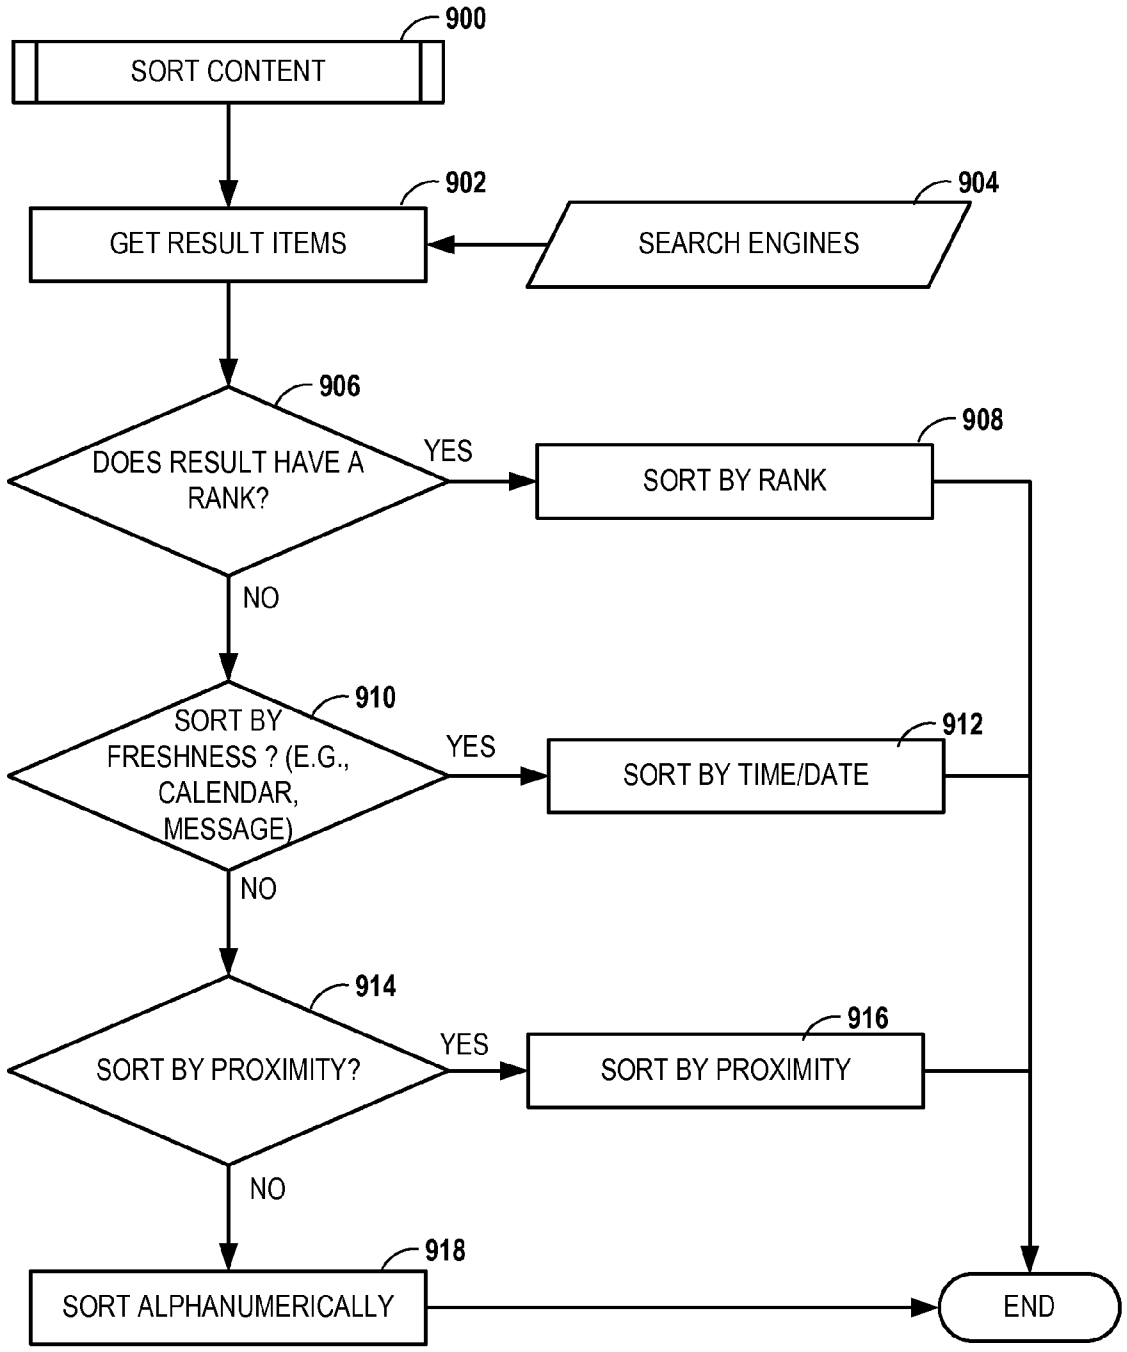 900
SORT CONTENT
902
GET RESULT ITEMS
904
SEARCH ENGINES
906
DOES RESULT HAVE A
RANK?
YES
908
SORT BY RANK
NO
910
SORT BY
FRESHNESS ? (E.G.,
CALENDAR,
MESSAGE)
YES
912
SORT BY TIME/DATE
NO
914
SORT BY PROXIMITY?
YES
916
SORT BY PROXIMITY
NO
918
SORT ALPHANUMERICALLY
END